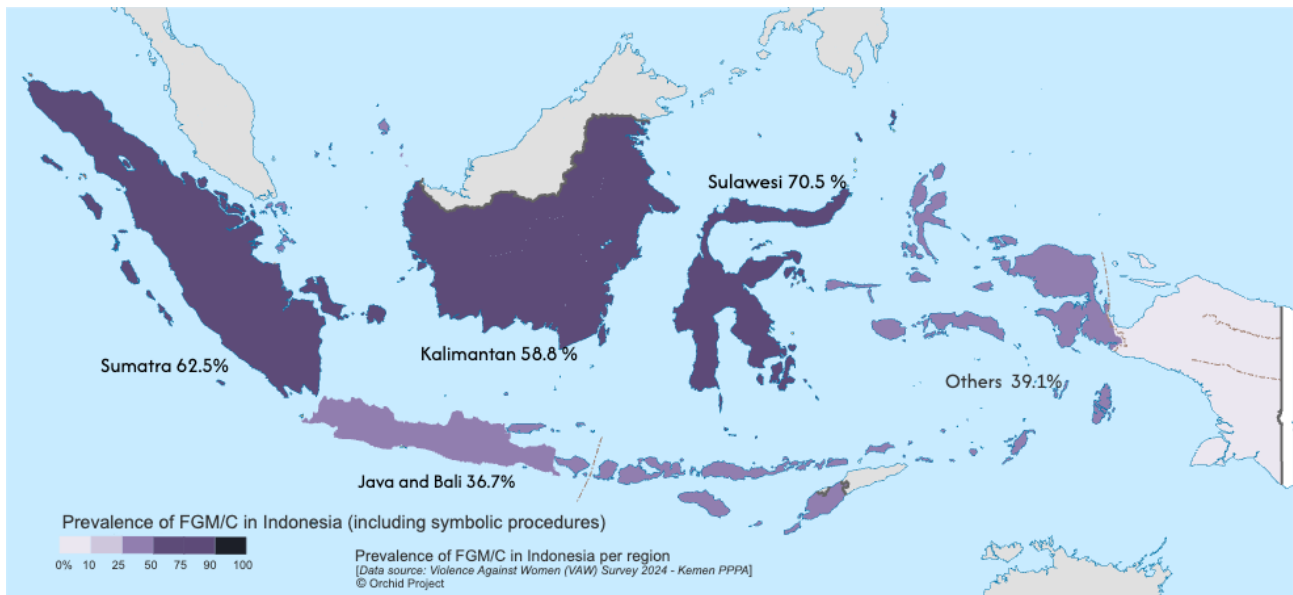 Sulawesi 70.5 %
Sumatra 62.5%
Kalimantan 58.8 %
Others 39.1%
Java and Bali 36.7%
Prevalence of FGM/C in Indonesia (including symbolic procedures)
0% 10 25 50 75 90 100
Prevalence of FGM/C in Indonesia per region
[Data source: Violence Against Women (VAW) Survey 2024 - Kemen PPPA]
© Orchid Project